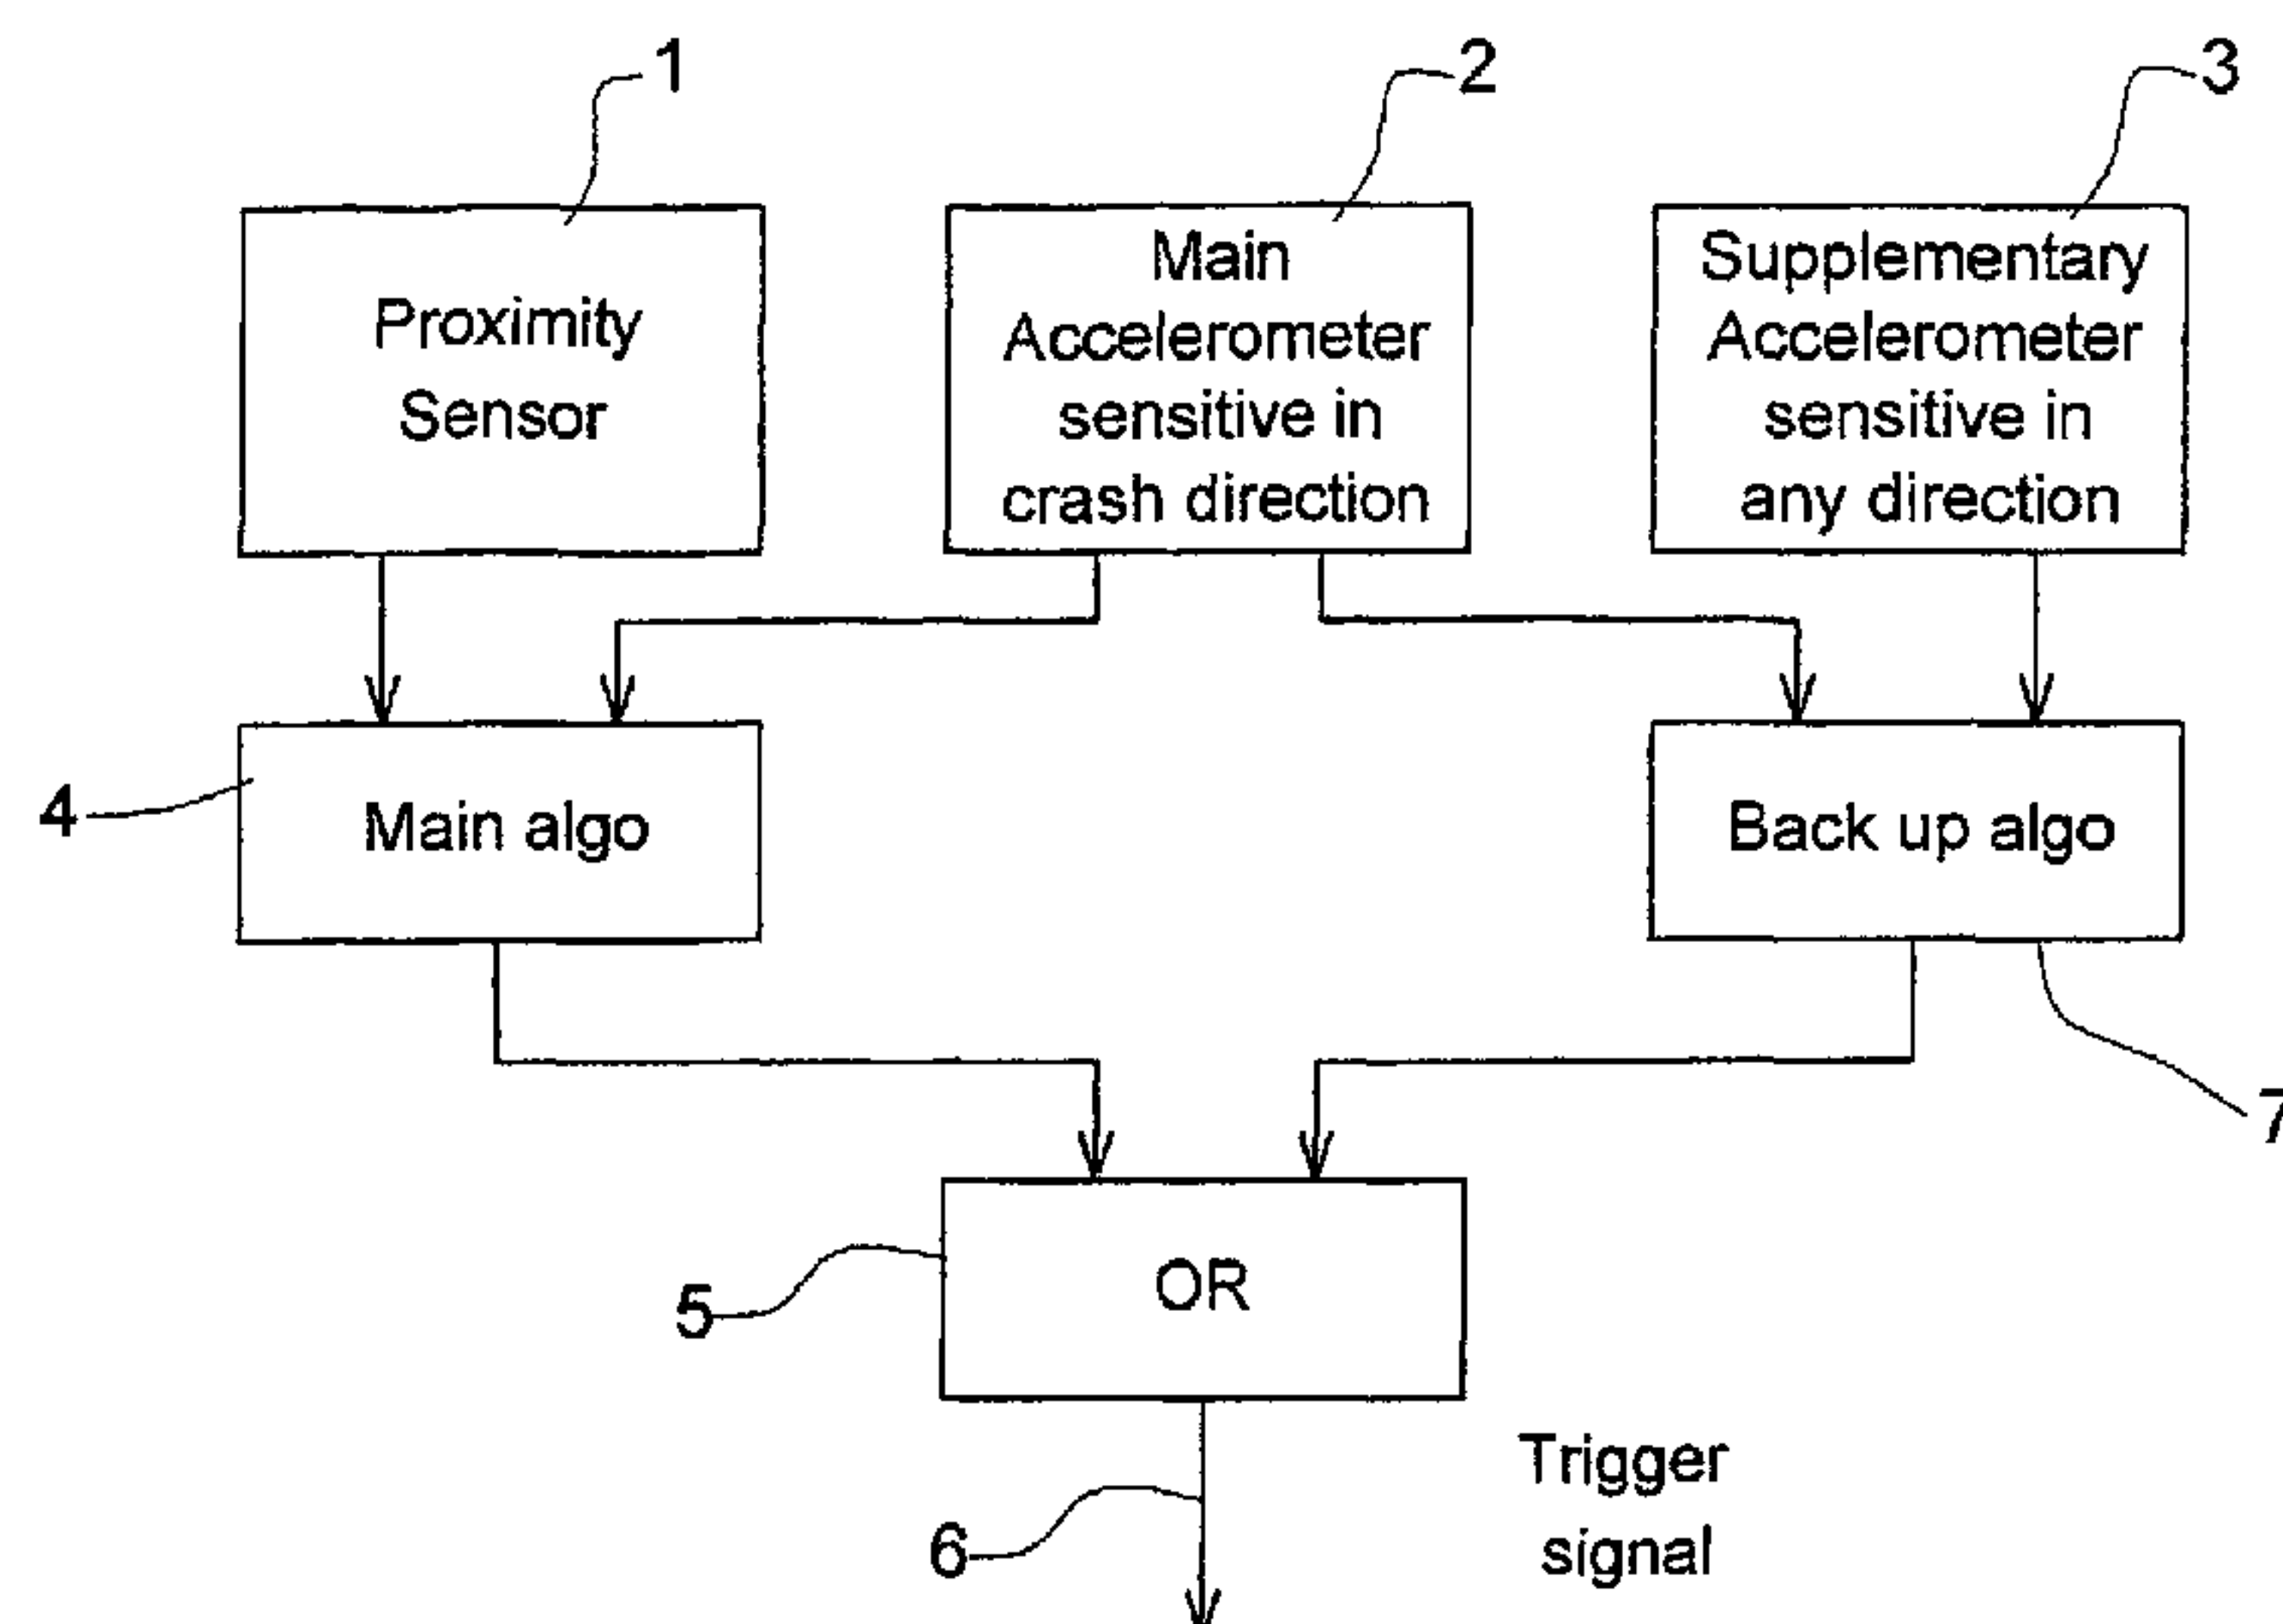 1
2
3
Proximity
Sensor
Main
Accelerometer
sensitive in
crash direction
Supplementary
Accelerometer
sensitive in
any direction
4
Main algo
Back up algo
7
5
OR
6
Trigger
signal